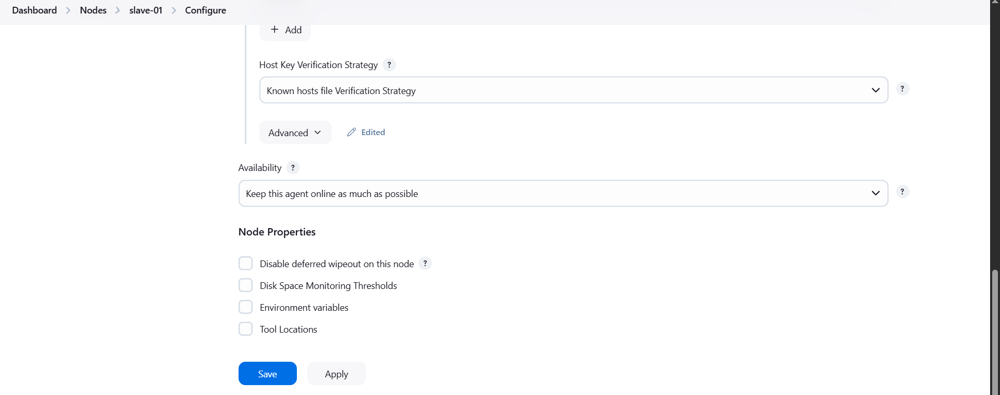 Dashboard > Nodes > slave-01 > Configure
+ Add
Host Key Verification Strategy ?
Known hosts file Verification Strategy ?
Advanced Edited
Availability ?
Keep this agent online as much as possible ?
Node Properties
Disable deferred wipeout on this node ?
Disk Space Monitoring Thresholds
Environment variables
Tool Locations
Save Apply